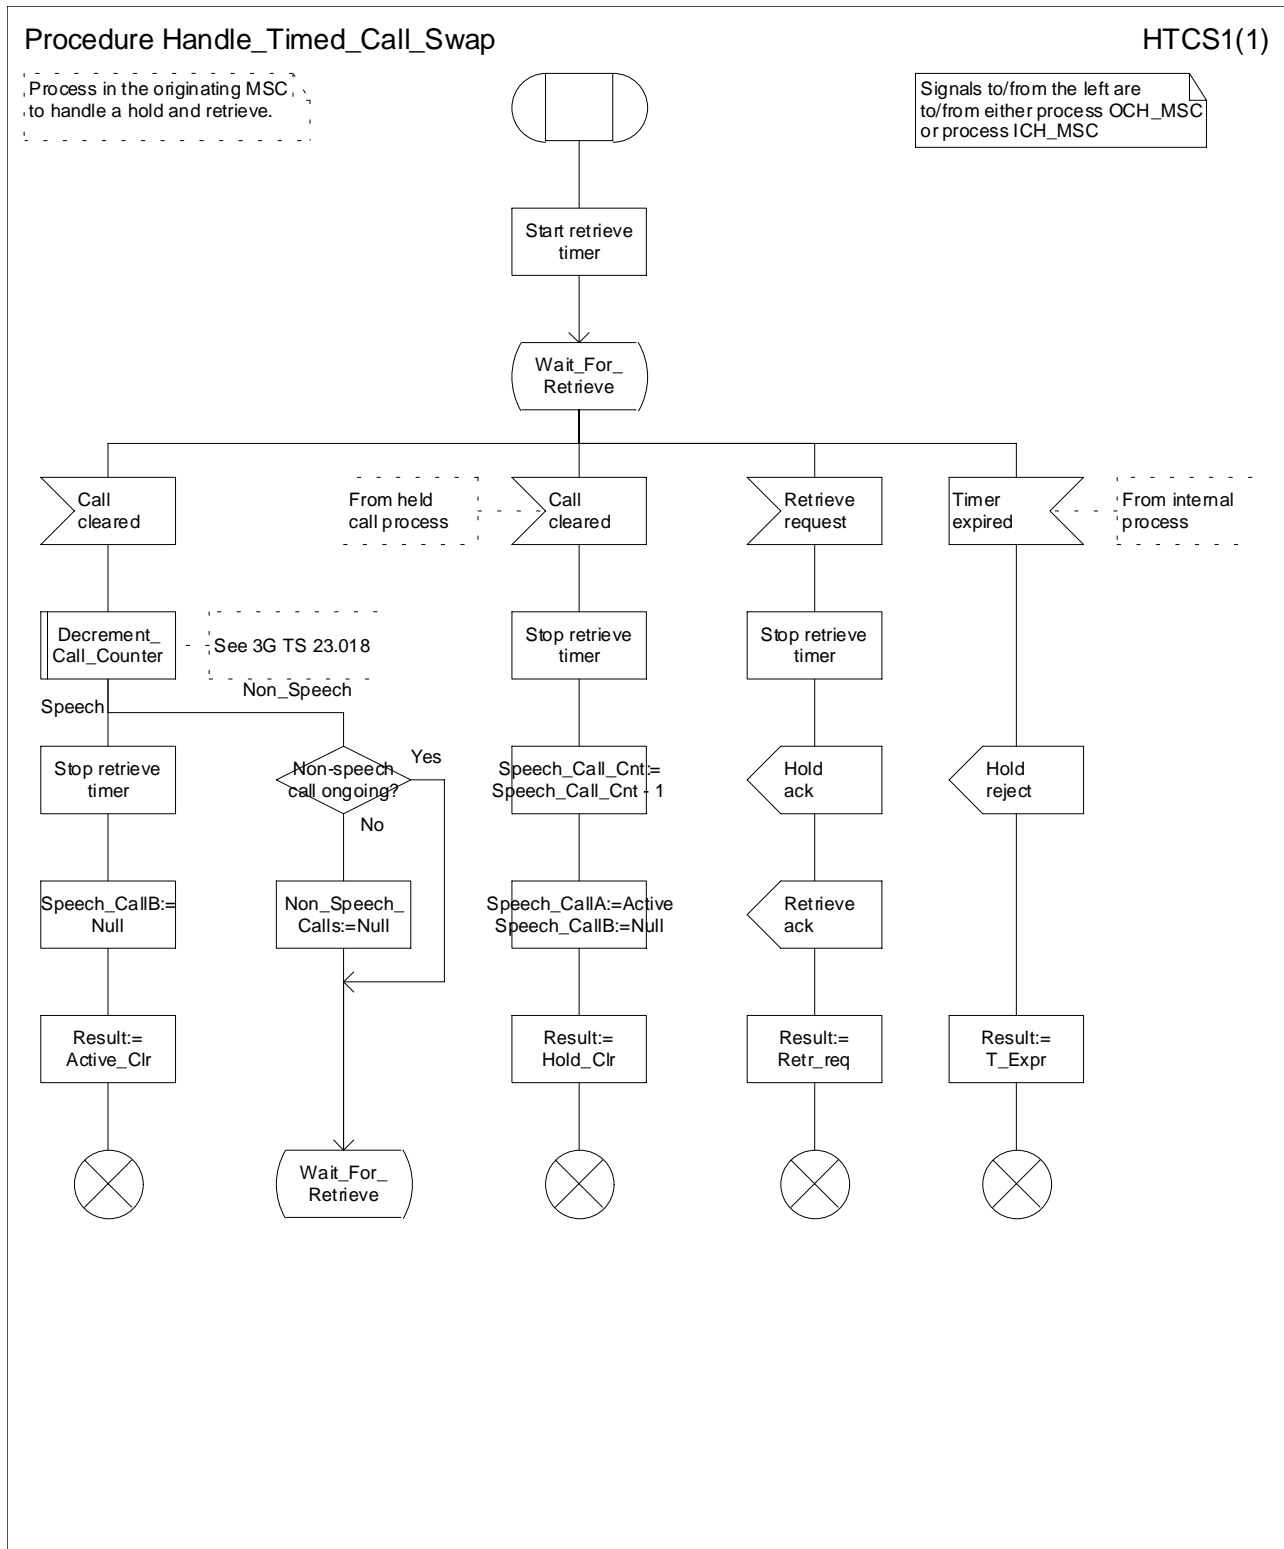 Procedure Handle_Timed_Call_Swap
HTCS1(1)
Process in the originating MSC
to handle a hold and retrieve.
Signals to/from the left are
to/from either process OCH_MSC
or process ICH_MSC
Start retrieve
timer
Wait_For_
Retrieve
Call
cleared
From held
call process
Call
cleared
Retrieve
request
Timer
expired
From internal
process
Decrement_
Call_Counter
See 3G TS 23.018
Stop retrieve
timer
Stop retrieve
timer
Speech
Non_Speech
Stop retrieve
timer
Non-speech
call ongoing?
Yes
No
Speech_Call_Cnt:=
Speech_Call_Cnt - 1
Hold
ack
Hold
reject
Speech_CallB:=
Null
Non_Speech_
Calls:=Null
Speech_CallA:=Active
Speech_CallB:=Null
Retrieve
ack
Result:=
Active_Clr
Result:=
Hold_Clr
Result:=
Retr_req
Result:=
T_Expr
Wait_For_
Retrieve